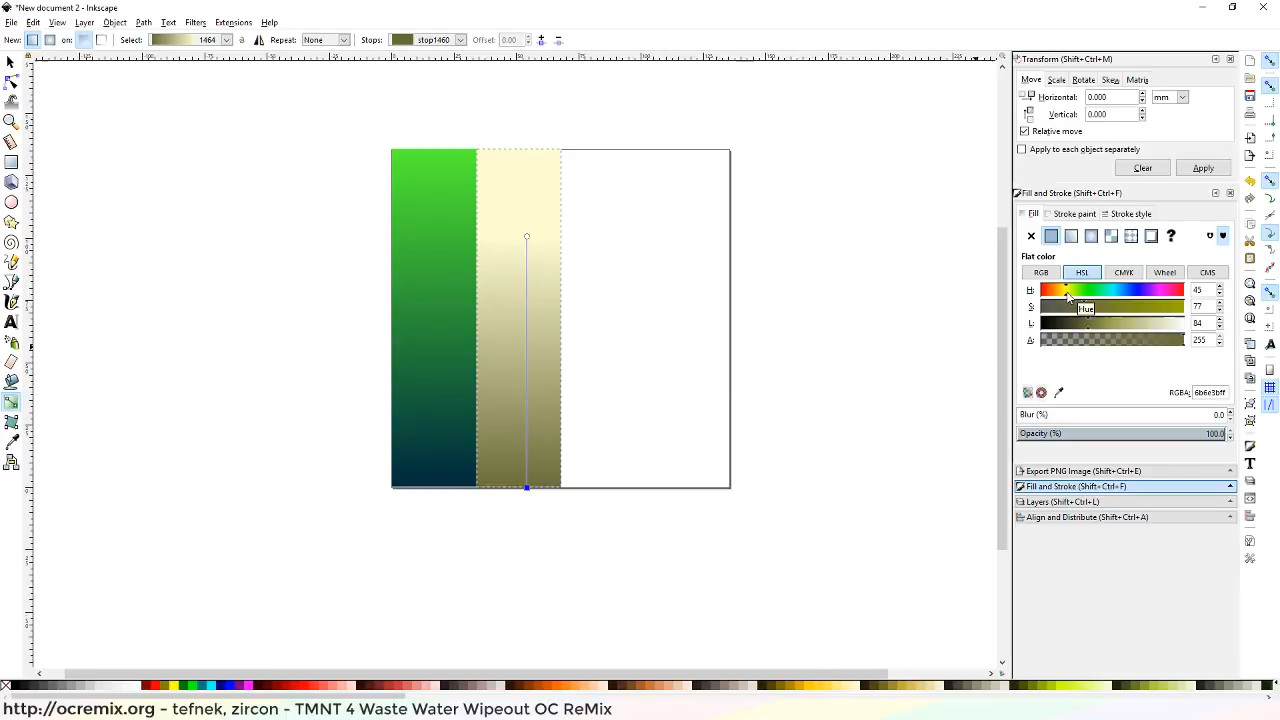 *New document 2 - Inkscape
File Edit View Layer Object Path Text Filters Extensions Help
New: on: Select: 1464 Repeat: None Stops: stop1460 Offset: 0.00
Transform (Shift+Ctrl+M)
Move Scale Rotate Skew Matrix
Horizontal: 0.000 mm
Vertical: 0.000
Relative move
Apply to each object separately
Clear Apply
Fill and Stroke (Shift+Ctrl+F)
Fill Stroke paint Stroke style
?
Flat color
RGB HSL CMYK Wheel CMS
H: 45
S: 77
Hue
L: 84
A: 255
RGBA: 6b6e3bff
Blur (%) 0.0
Opacity (%) 100.0
Export PNG Image (Shift+Ctrl+E)
Fill and Stroke (Shift+Ctrl+F)
Layers (Shift+Ctrl+L)
Align and Distribute (Shift+Ctrl+A)
http://ocremix.org - tefnek, zircon - TMNT 4 Waste Water Wipeout OC ReMix